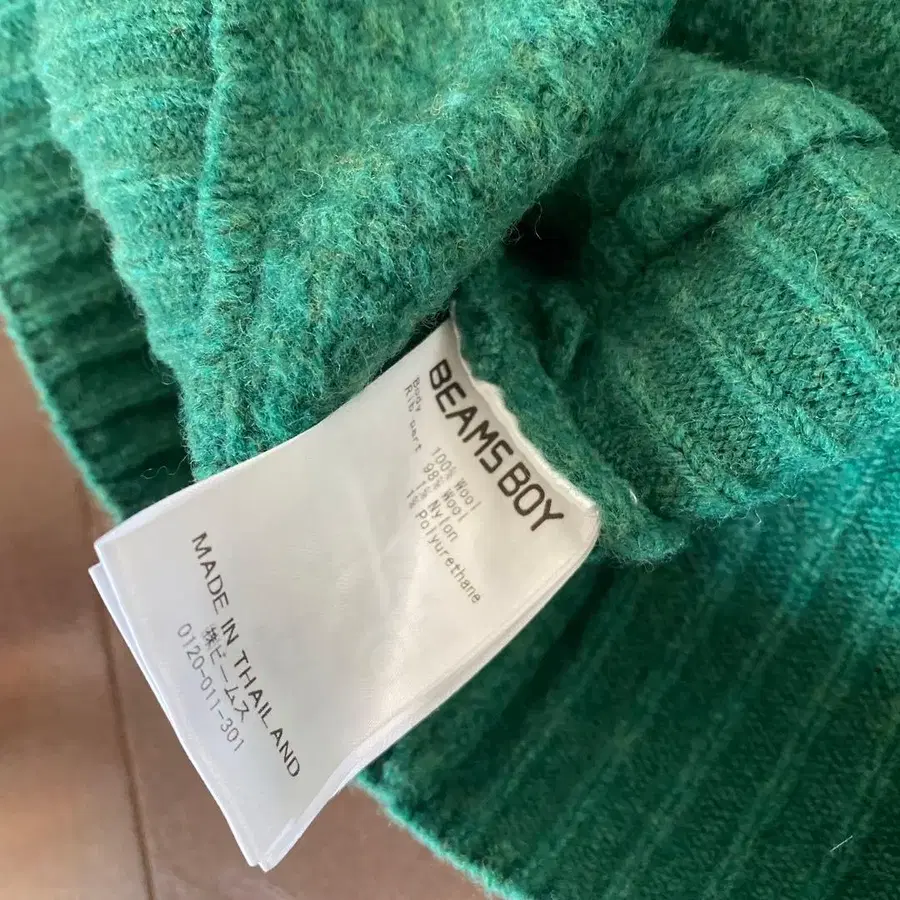 BEAMS BOY
Body 100% Wool
Rib part 98% Wool
1% Nylon
1% Polyurethane
MADE IN THAILAND
㈱ビームス
0120-011-301